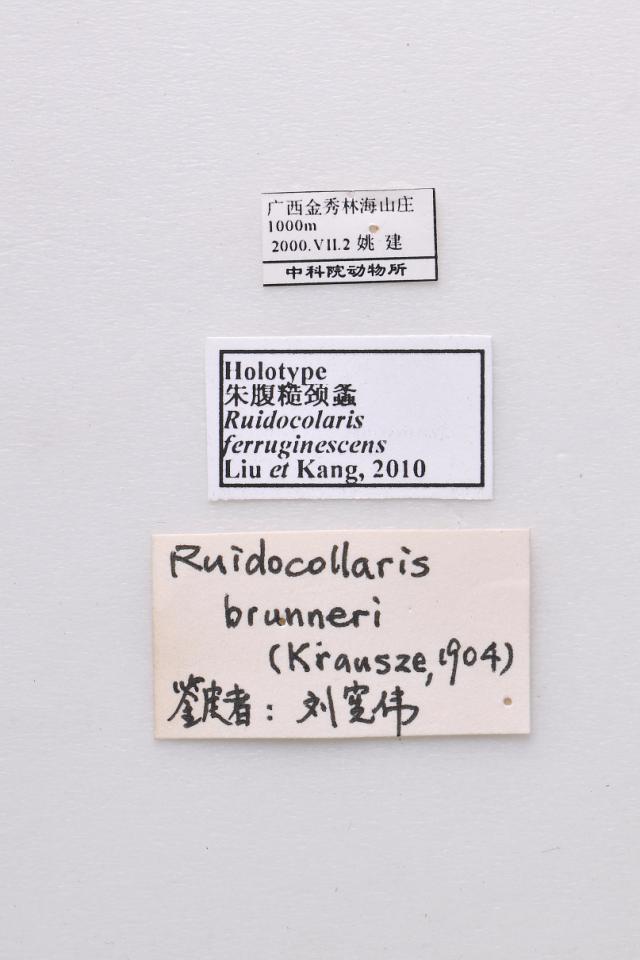 广西金秀林海山庄
1000m
2000.VII.2 姚 建
中科院动物所
Holotype
朱腹糙颈螽
Ruidocolaris
ferruginescens
Liu et Kang, 2010
Ruidocollaris
brunneri
(Krausze, 1904)
鉴定者：刘宪伟